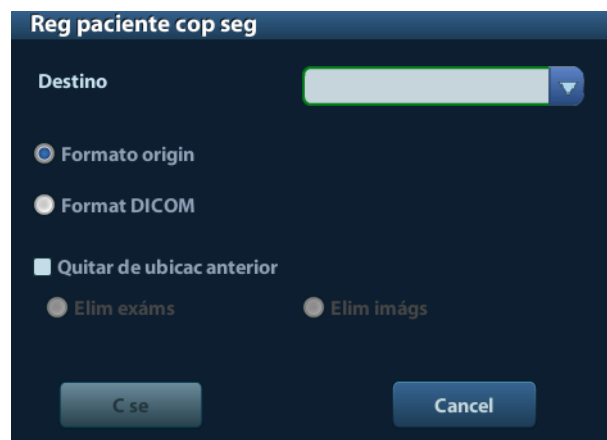 Reg paciente cop seg
Destino
Formato origin
Format DICOM
Quitar de ubicac anterior
Elim exáms Elim imágs
C se Cancel